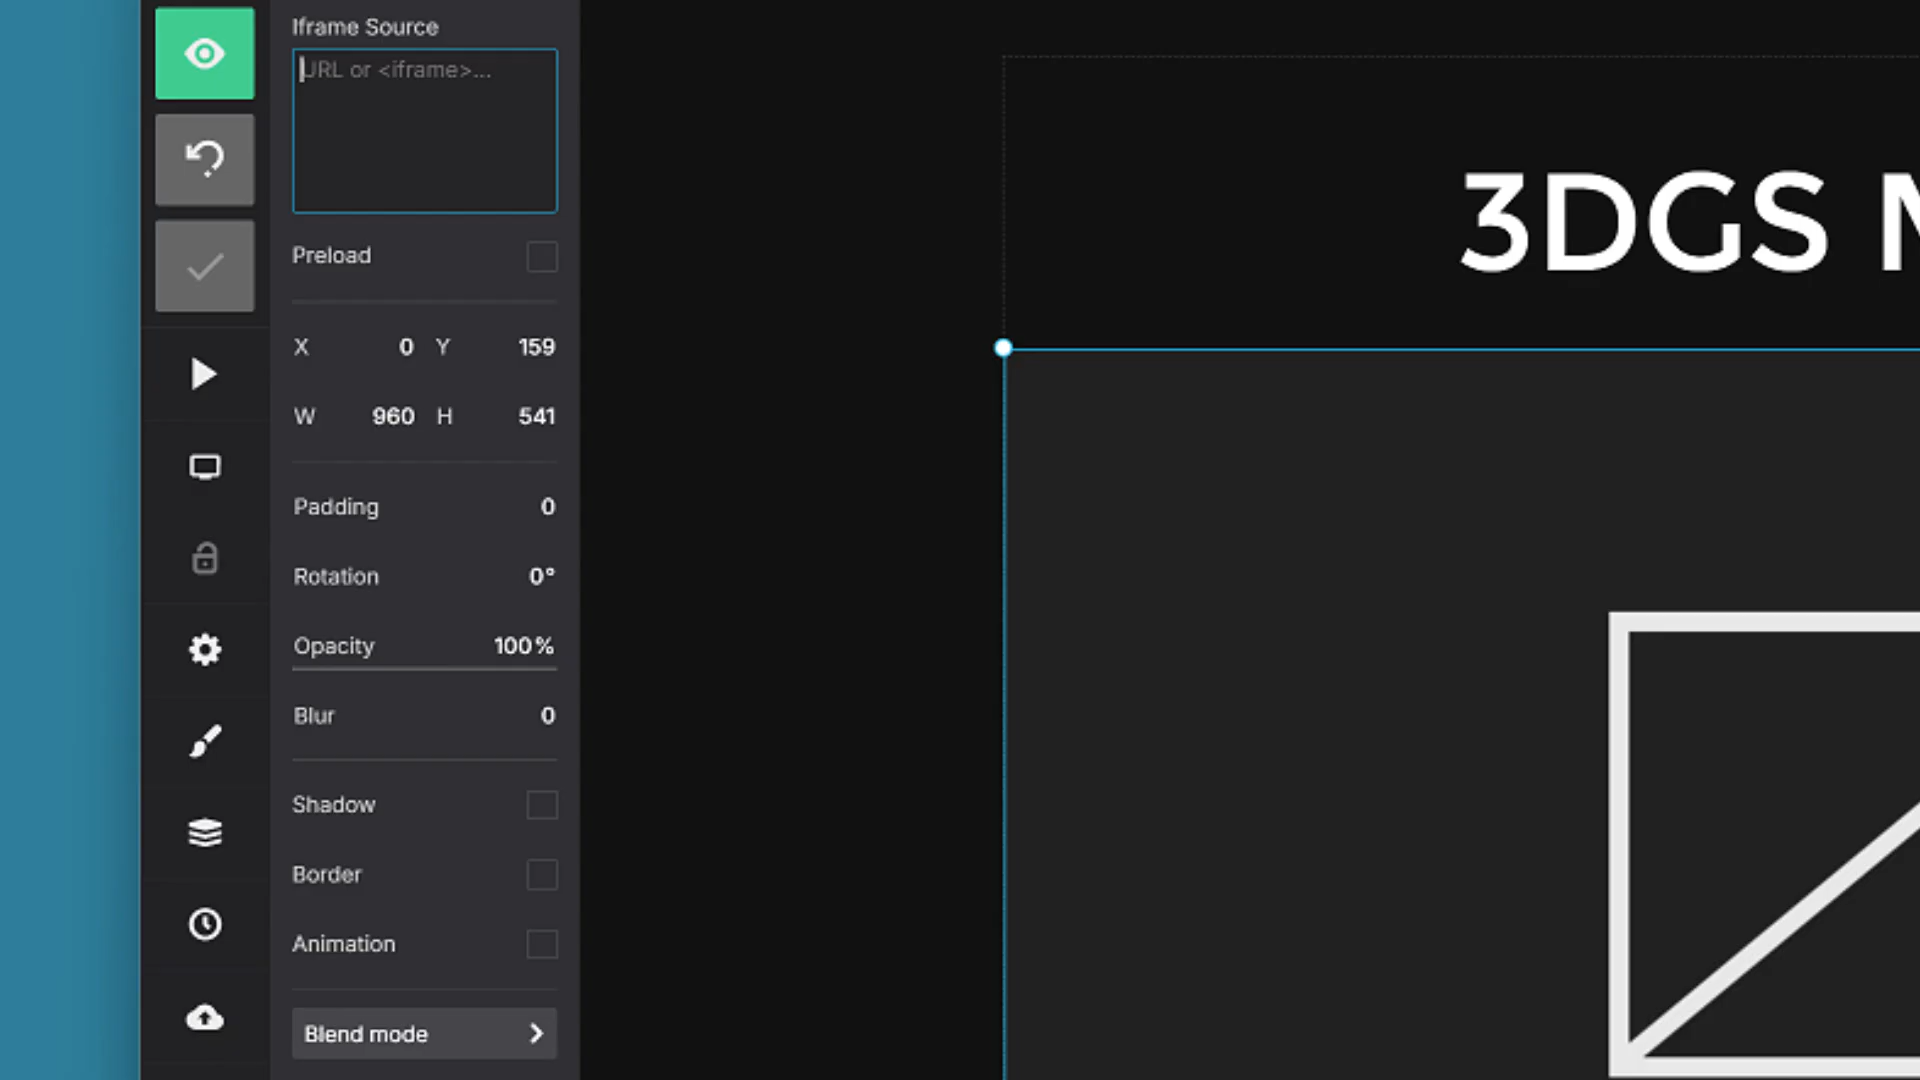 Iframe Source
URL or <iframe>...
Preload
X 0 Y 159
W 960 H 541
Padding 0
Rotation 0°
Opacity 100%
Blur 0
Shadow
Border
Animation
Blend mode
3DGS M